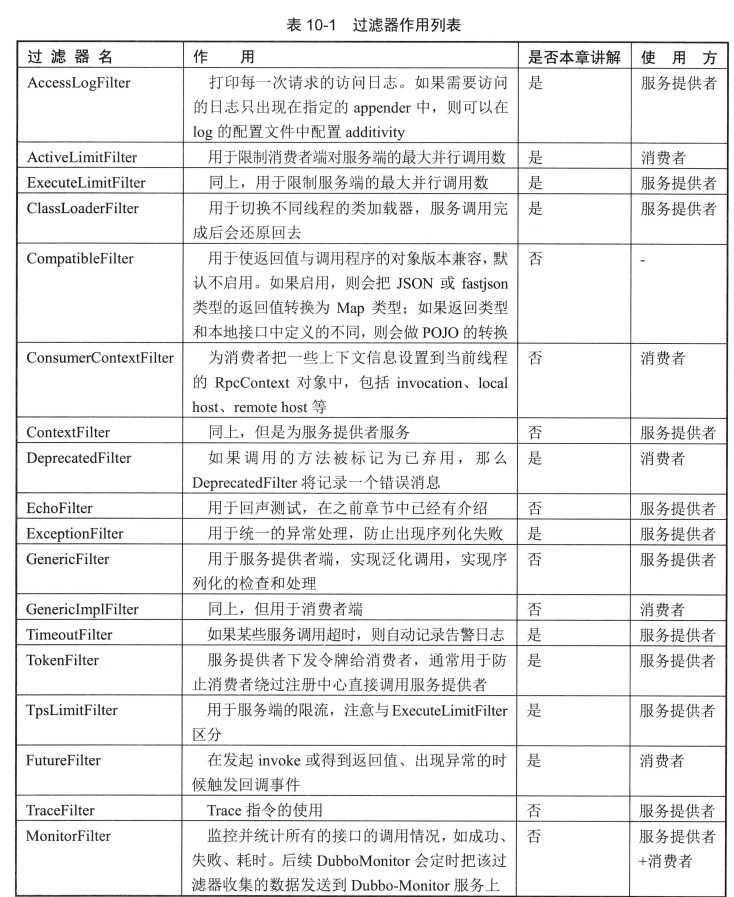 表 10-1 过滤器作用列表
过 滤 器 名 作 用 是否本章讲解 使 用 方
AccessLogFilter 打印每一次请求的访问日志。如果需要访问 是 服务提供者
的日志只出现在指定的 appender 中，则可以在
log 的配置文件中配置 additivity
ActiveLimitFilter 用于限制消费者端对服务端的最大并行调用数 是 消费者
ExecuteLimitFilter 同上，用于限制服务端的最大并行调用数 是 服务提供者
ClassLoaderFilter 用于切换不同线程的类加载器，服务调用完 是 服务提供者
成后会还原回去
CompatibleFilter 用于使返回值与调用程序的对象版本兼容，默 否 -
认不启用。如果启用，则会把 JSON 或 fastjson
类型的返回值转换为 Map 类型；如果返回类型
和本地接口中定义的不同，则会做 POJO 的转换
ConsumerContextFilter 为消费者把一些上下文信息设置到当前线程 否 消费者
的 RpcContext 对象中，包括 invocation、local
host、remote host 等
ContextFilter 同上，但是为服务提供者服务 否 服务提供者
DeprecatedFilter 如果调用的方法被标记为已弃用，那么 是 消费者
DeprecatedFilter 将记录一个错误消息
EchoFilter 用于回声测试，在之前章节中已经有介绍 否 服务提供者
ExceptionFilter 用于统一的异常处理，防止出现序列化失败 是 服务提供者
GenericFilter 用于服务提供者端，实现泛化调用，实现序 否 服务提供者
列化的检查和处理
GenericImplFilter 同上，但用于消费者端 否 消费者
TimeoutFilter 如果某些服务调用超时，则自动记录告警日志 是 服务提供者
TokenFilter 服务提供者下发令牌给消费者，通常用于防 是 服务提供者
止消费者绕过注册中心直接调用服务提供者
TpsLimitFilter 用于服务端的限流，注意与 ExecuteLimitFilter 是 服务提供者
区分
FutureFilter 在发起 invoke 或得到返回值、出现异常的时 是 消费者
候触发回调事件
TraceFilter Trace 指令的使用 否 服务提供者
MonitorFilter 监控并统计所有的接口的调用情况，如成功、 否 服务提供者
失败、耗时。后续 DubboMonitor 会定时把该过 +消费者
滤器收集的数据发送到 Dubbo-Monitor 服务上